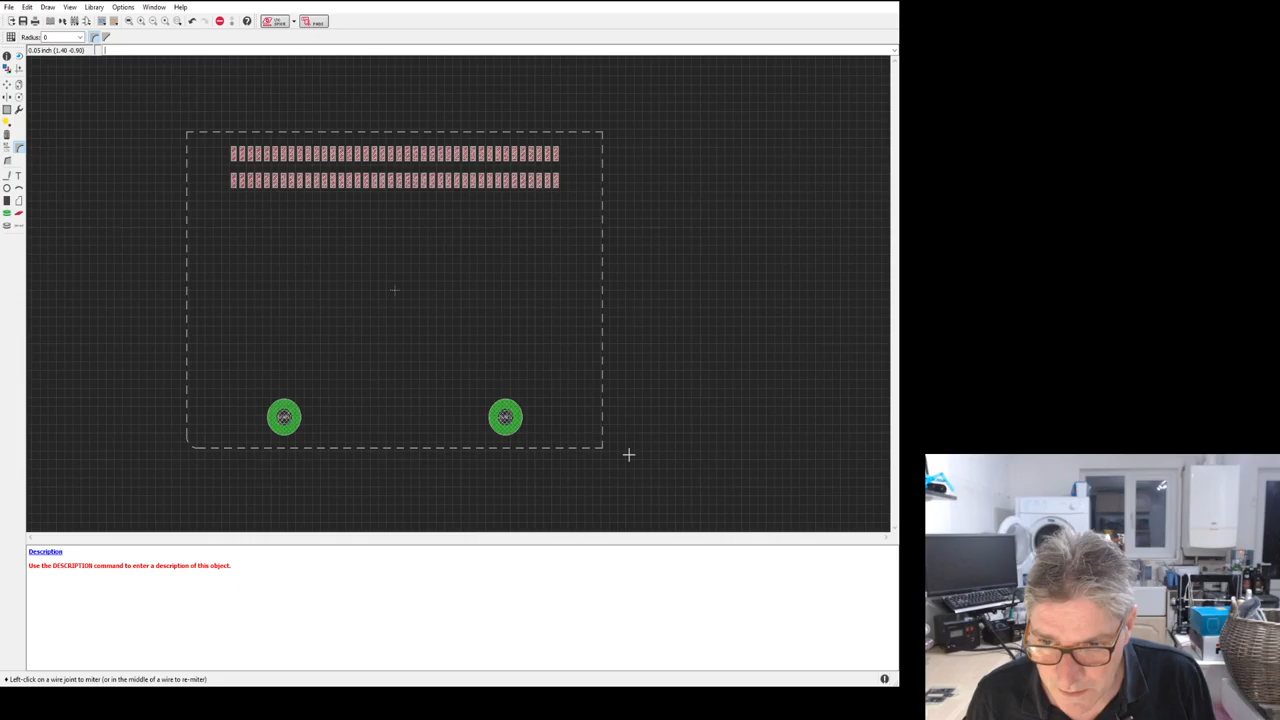 File Edit Draw View Library Options Window Help
Radius: 0
0.05 inch (1.40 -0.90)
Description
Use the DESCRIPTION command to enter a description of this object.
Left-click on a wire joint to miter (or in the middle of a wire to re-miter)